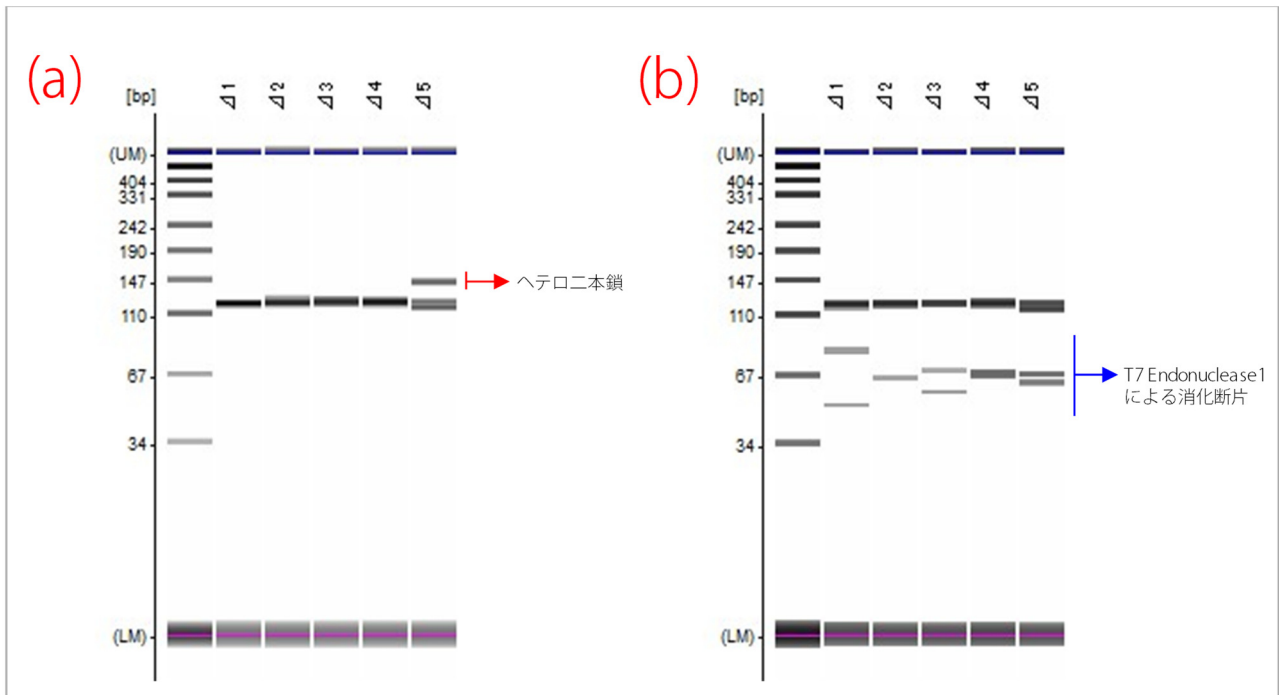 (a)
[bp]
⊿1
⊿2
⊿3
⊿4
⊿5
(UM)
404
331
242
190
147
110
67
34
(LM)
ヘテロ二本鎖
(b)
[bp]
⊿1
⊿2
⊿3
⊿4
⊿5
(UM)
404
331
242
190
147
110
67
34
(LM)
T7 Endonuclease1
による消化断片